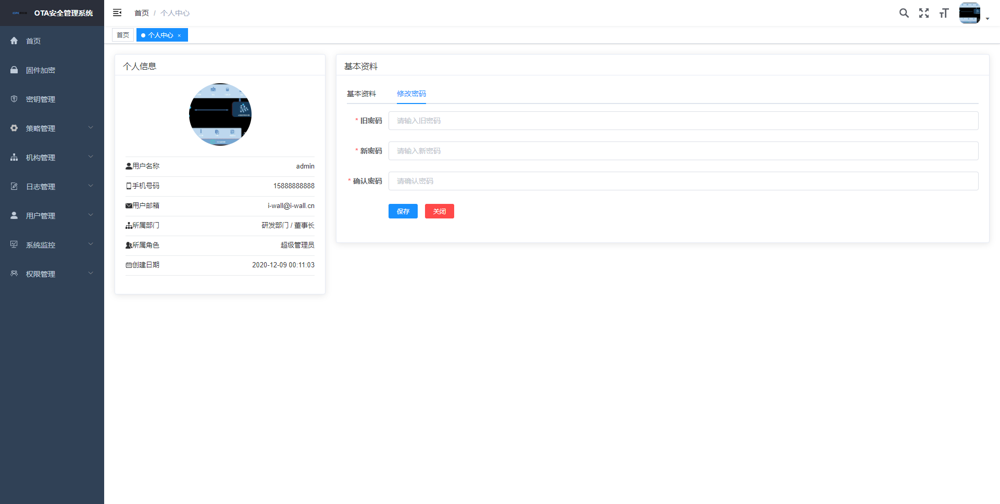 OTA安全管理系统
首页 / 个人中心
首页
个人中心 ×
首页
固件加密
密钥管理
策略管理
机构管理
日志管理
用户管理
系统监控
权限管理
个人信息
用户名称 admin
手机号码 15888888888
用户邮箱 i-wall@i-wall.cn
所属部门 研发部门 / 董事长
所属角色 超级管理员
创建日期 2020-12-09 00:11:03
基本资料
基本资料 修改密码
* 旧密码 请输入旧密码
* 新密码 请输入新密码
* 确认密码 请确认密码
保存 关闭